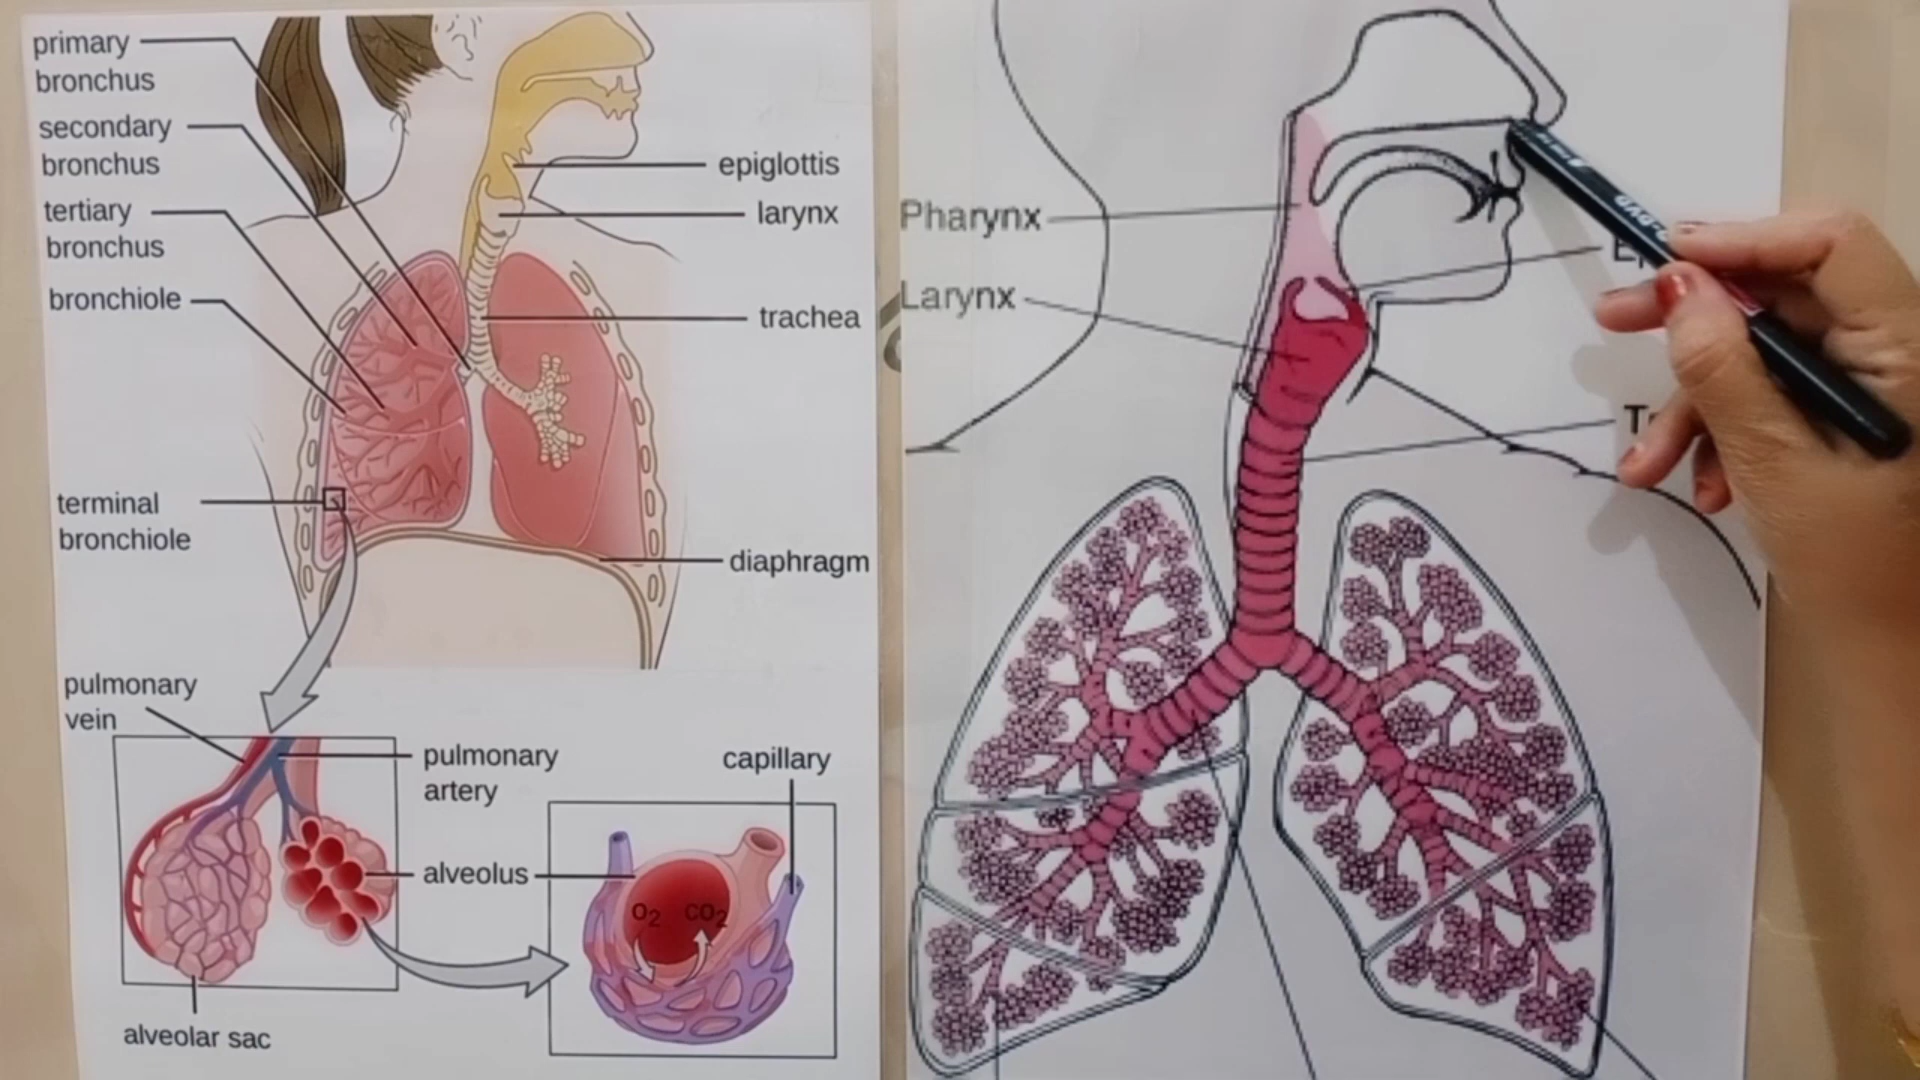 primary
bronchus
secondary
bronchus
tertiary
bronchus
bronchiole
terminal
bronchiole
epiglottis
larynx
trachea
diaphragm
pulmonary
vein
pulmonary
artery
capillary
alveolus
O2 CO2
alveolar sac
Pharynx
Larynx